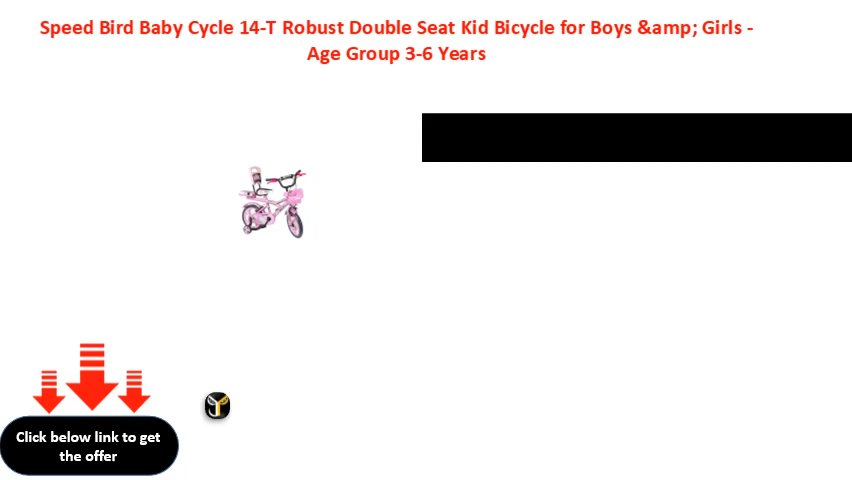 Speed Bird Baby Cycle 14-T Robust Double Seat Kid Bicycle for Boys &amp; Girls -
Age Group 3-6 Years
Click below link to get
the offer